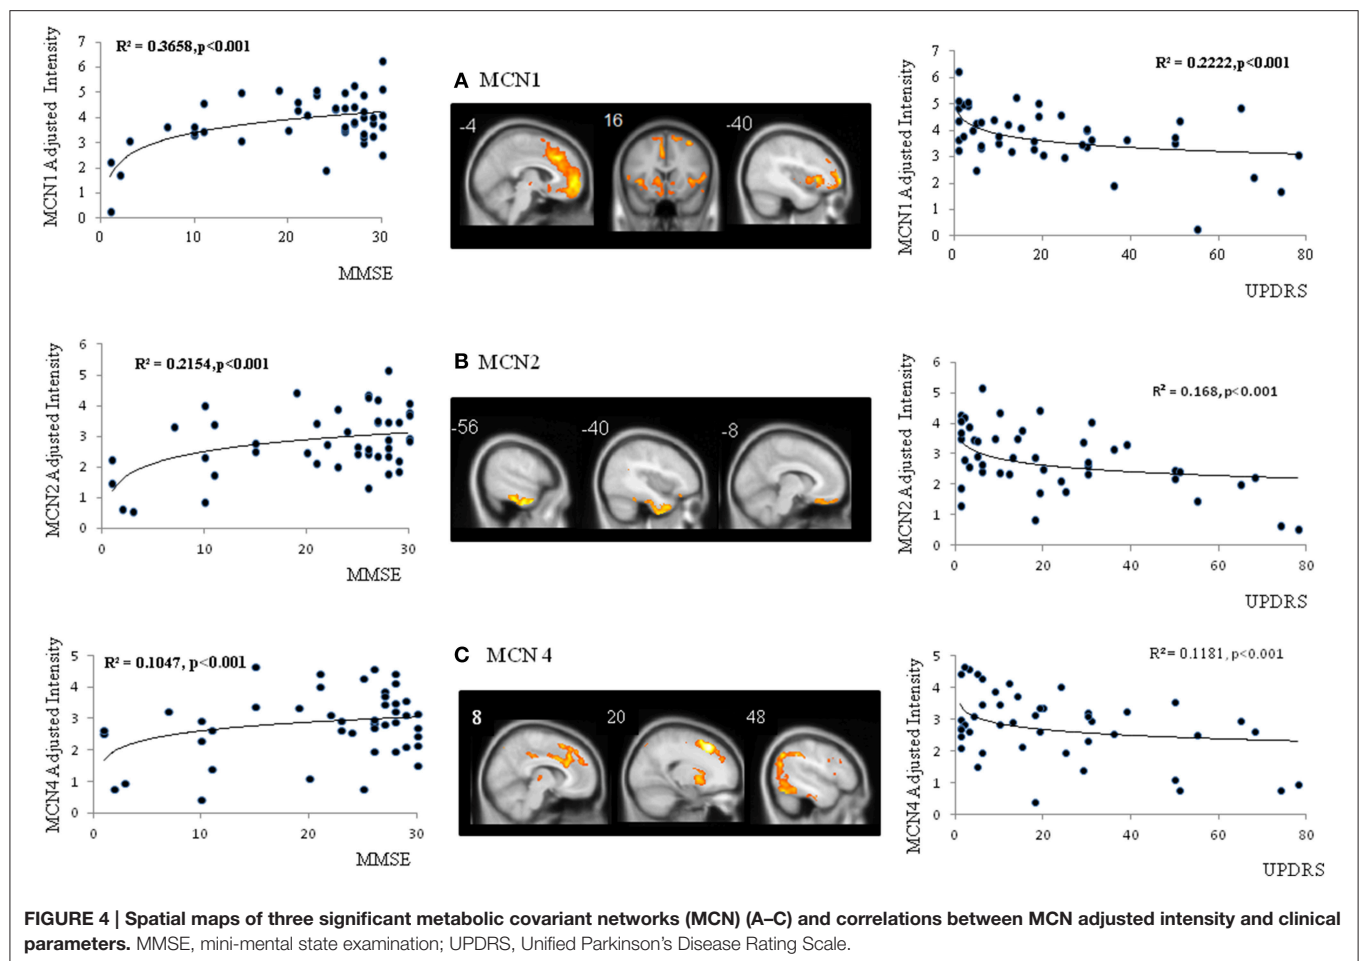 R² = 0.3658, p<0.001
MCN1 Adjusted Intensity
7
6
5
4
3
2
1
0
0 10 20 30
MMSE
A MCN1
-4 16 -40
R² = 0.2222, p<0.001
MCN1 Adjusted Intensity
7
6
5
4
3
2
1
0
0 20 40 60 80
UPDRS
R² = 0.2154, p<0.001
MCN2 Adjusted Intensity
6
5
4
3
2
1
0
0 10 20 30
MMSE
B MCN2
-56 -40 -8
R² = 0.168, p<0.001
MCN2 Adjusted Intensity
6
5
4
3
2
1
0
0 20 40 60 80
UPDRS
R² = 0.1047, p<0.001
MCN4 Adjusted Intensity
5
4
3
2
1
0
0 10 20 30
MMSE
C MCN 4
8 20 48
R² = 0.1181, p<0.001
MCN4 Adjusted Intensity
5
4
3
2
1
0
0 20 40 60 80
UPDRS
FIGURE 4 | Spatial maps of three significant metabolic covariant networks (MCN) (A–C) and correlations between MCN adjusted intensity and clinical
parameters. MMSE, mini-mental state examination; UPDRS, Unified Parkinson's Disease Rating Scale.